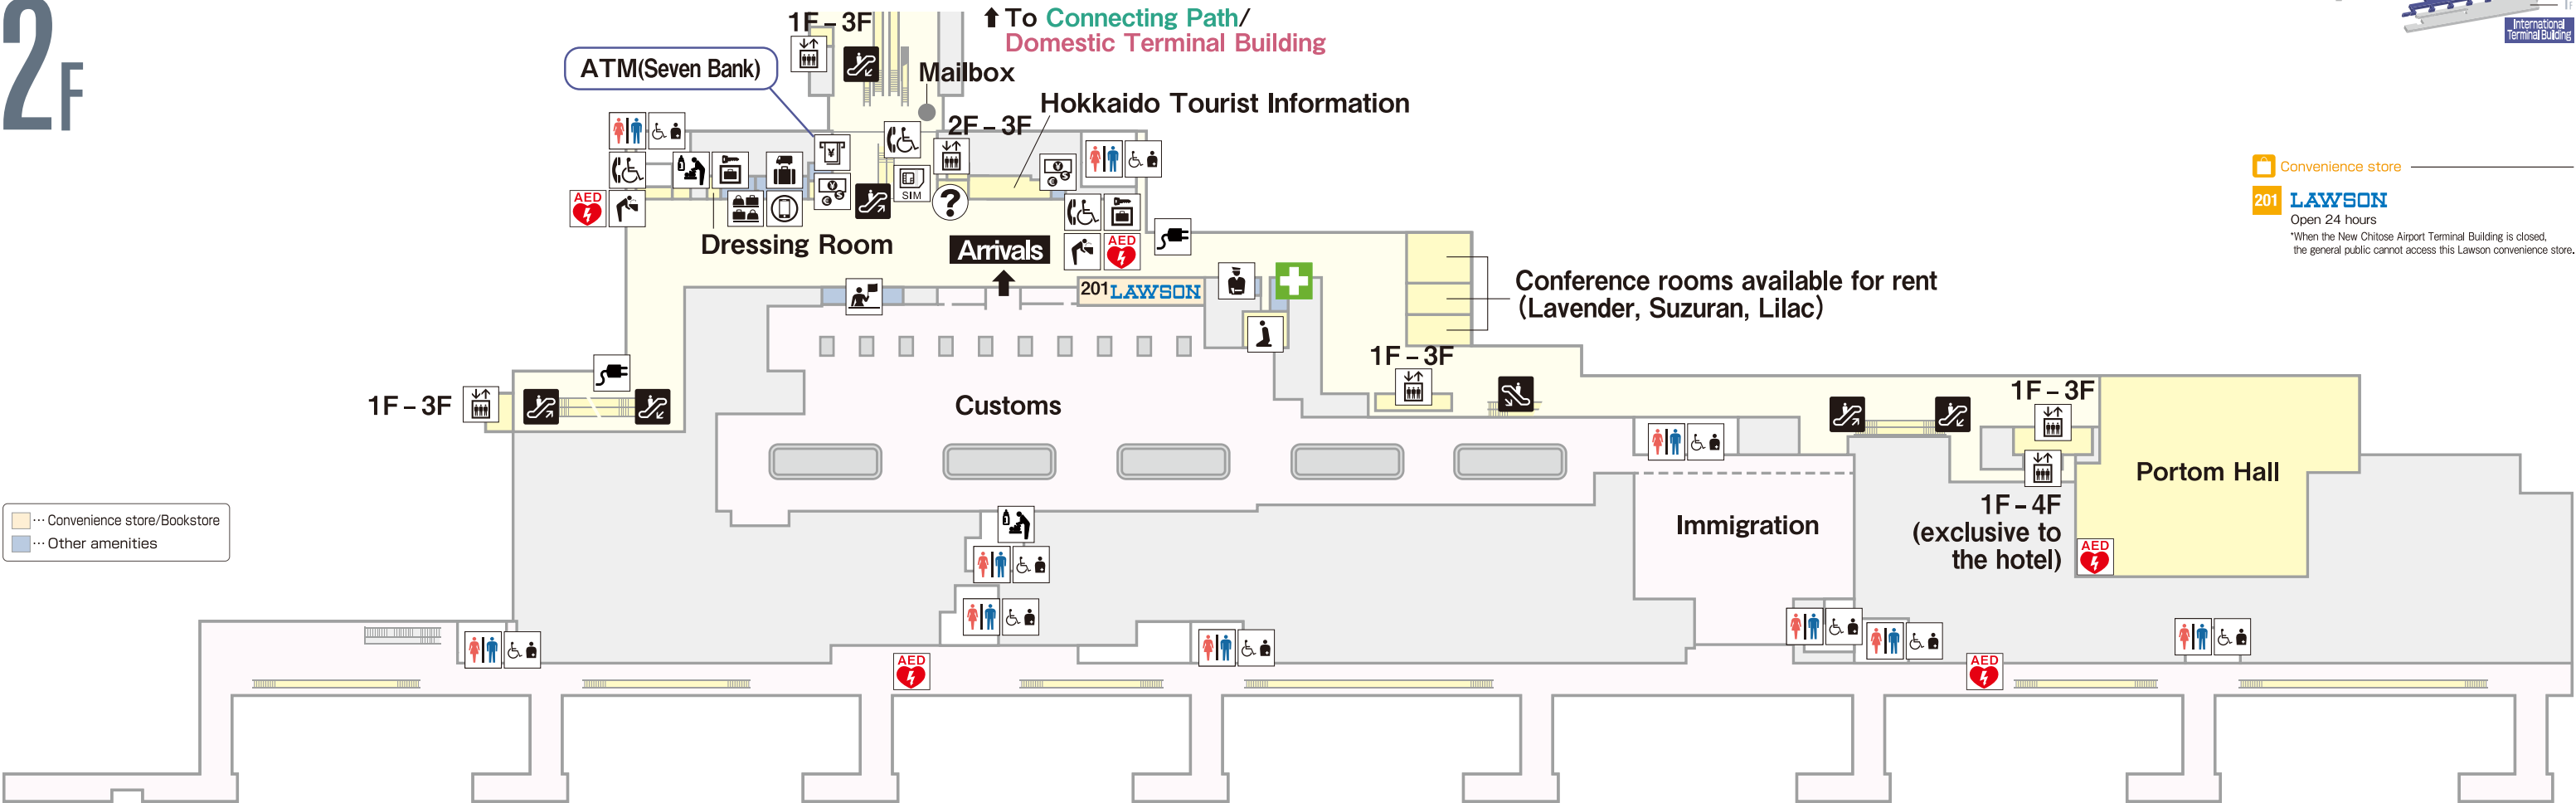 2F
1F–3F
↑ To Connecting Path/
Domestic Terminal Building
International
Terminal Building
ATM(Seven Bank)
Mailbox
Hokkaido Tourist Information
2F–3F
SIM
?
AED
Dressing Room
Arrivals
AED
201 LAWSON
Convenience store
201 LAWSON
Open 24 hours
*When the New Chitose Airport Terminal Building is closed,
the general public cannot access this Lawson convenience store.
Conference rooms available for rent
(Lavender, Suzuran, Lilac)
1F–3F
1F–3F
1F–3F
Customs
Portom Hall
Immigration
1F–4F
(exclusive to
the hotel)
AED
··· Convenience store/Bookstore
··· Other amenities
AED
AED